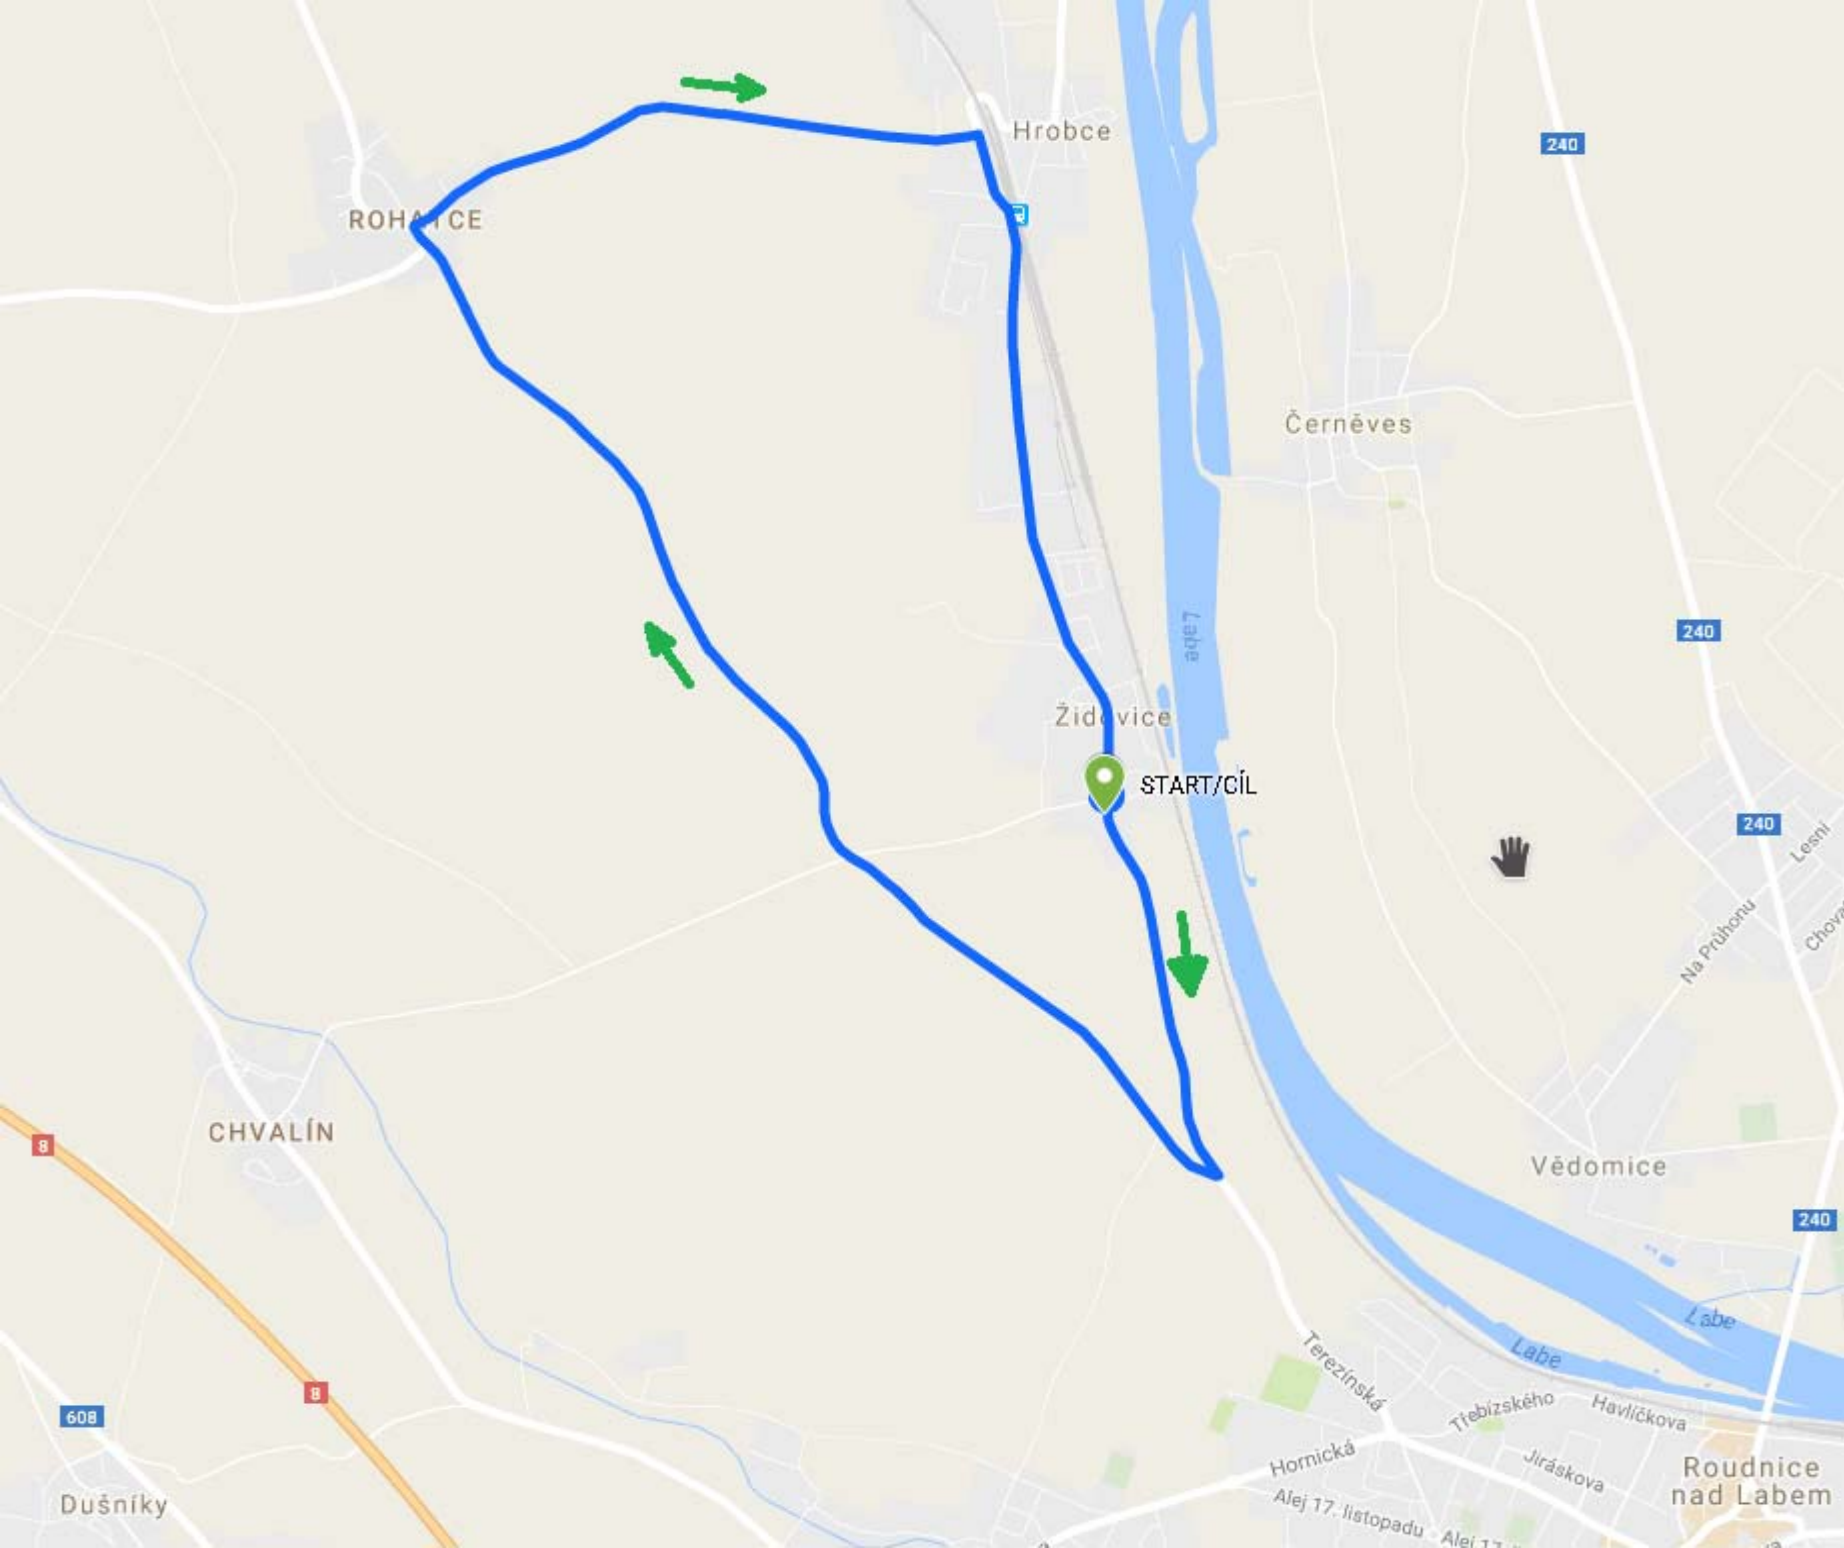 Hrobce
240
ROHATCE
Černěves
240
Labe
Židovice
START/CÍL
240
Lesní
Na Průhonu
CHVALÍN
8
Vědomice
240
Labe
Labe
Terezínská
8
Třebízského
Havlíčkova
608
Hornická
Jiráskova
Roudnice
nad Labem
Dušníky
Alej 17. listopadu